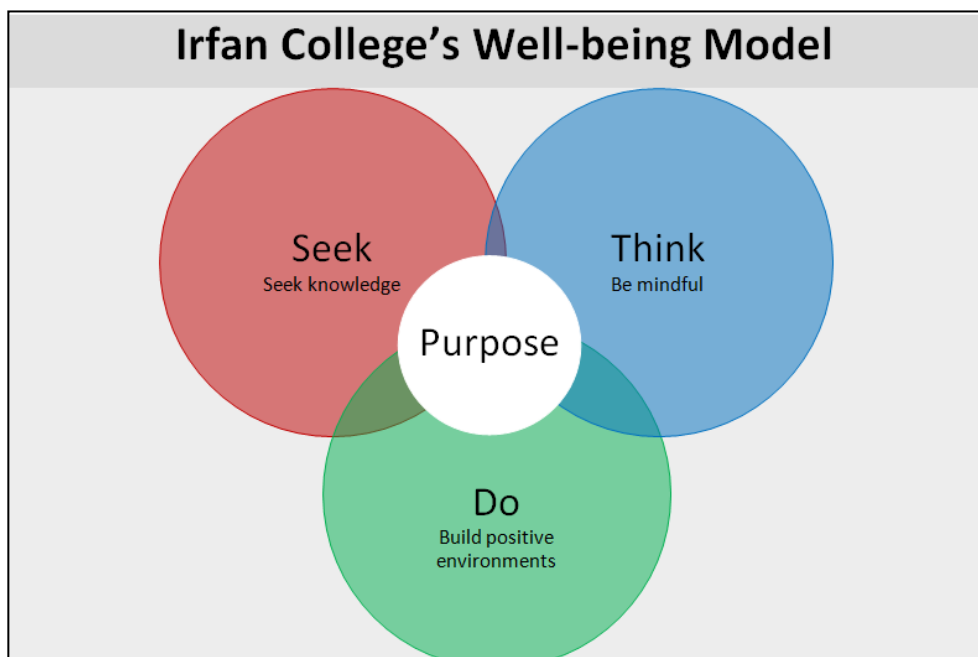 Irfan College’s Well-being Model
Seek
Seek knowledge
Think
Be mindful
Purpose
Do
Build positive
environments